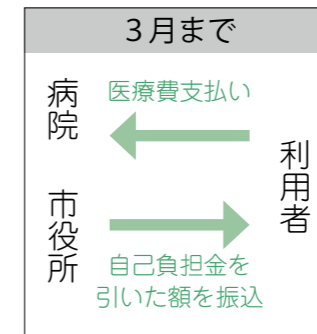 ３月まで
病院
医療費支払い
利用者
市役所
自己負担金を
引いた額を振込